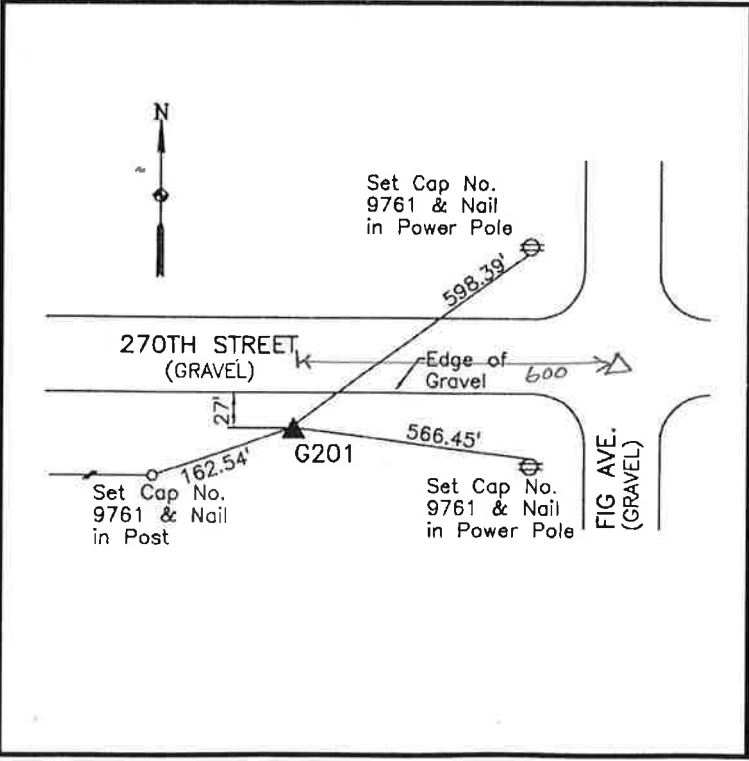 N
Set Cap No.
9761 & Nail
in Power Pole
598.39'
270TH STREET
(GRAVEL)
Edge of
Gravel
600
27'
G201
566.45'
162.54'
Set Cap No.
9761 & Nail
in Post
Set Cap No.
9761 & Nail
in Power Pole
FIG AVE.
(GRAVEL)